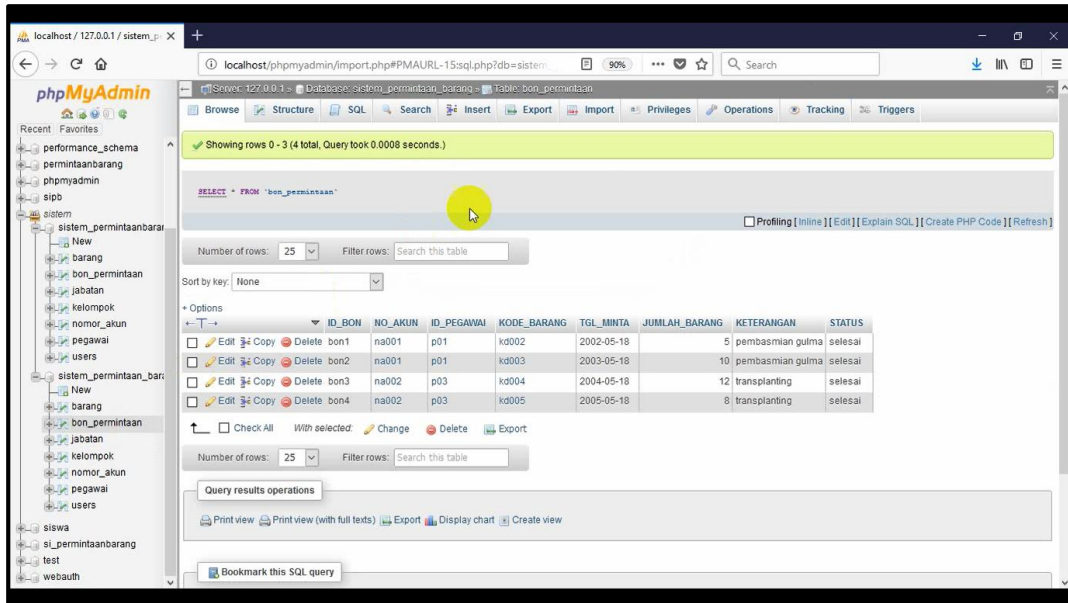 localhost / 127.0.0.1 / sistem_p
localhost/phpmyadmin/import.php#PMAURL-15:sql.php?db=sistem_ 90% Search
phpMyAdmin
Recent Favorites
performance_schema
permintaanbarang
phpmyadmin
sipb
sistem
sistem_permintaanbarar
New
barang
bon_permintaan
jabatan
kelompok
nomor_akun
pegawai
users
sistem_permintaan_bara
New
barang
bon_permintaan
jabatan
kelompok
nomor_akun
pegawai
users
siswa
si_permintaanbarang
test
webauth
Server: 127.0.0.1 » Database: sistem_permintaan_barang » Table: bon_permintaan
Browse Structure SQL Search Insert Export Import Privileges Operations Tracking Triggers
Showing rows 0 - 3 (4 total, Query took 0.0008 seconds.)
SELECT * FROM `bon_permintaan`
Profiling [ Inline ] [ Edit ] [ Explain SQL ] [ Create PHP Code ] [ Refresh ]
Number of rows: 25 Filter rows: Search this table
Sort by key: None
+ Options
←T→ ID_BON NO_AKUN ID_PEGAWAI KODE_BARANG TGL_MINTA JUMLAH_BARANG KETERANGAN STATUS
Edit Copy Delete bon1 na001 p01 kd002 2002-05-18 5 pembasmian gulma selesai
Edit Copy Delete bon2 na001 p01 kd003 2003-05-18 10 pembasmian gulma selesai
Edit Copy Delete bon3 na002 p03 kd004 2004-05-18 12 transplanting selesai
Edit Copy Delete bon4 na002 p03 kd005 2005-05-18 8 transplanting selesai
Check All With selected: Change Delete Export
Number of rows: 25 Filter rows: Search this table
Query results operations
Print view Print view (with full texts) Export Display chart Create view
Bookmark this SQL query